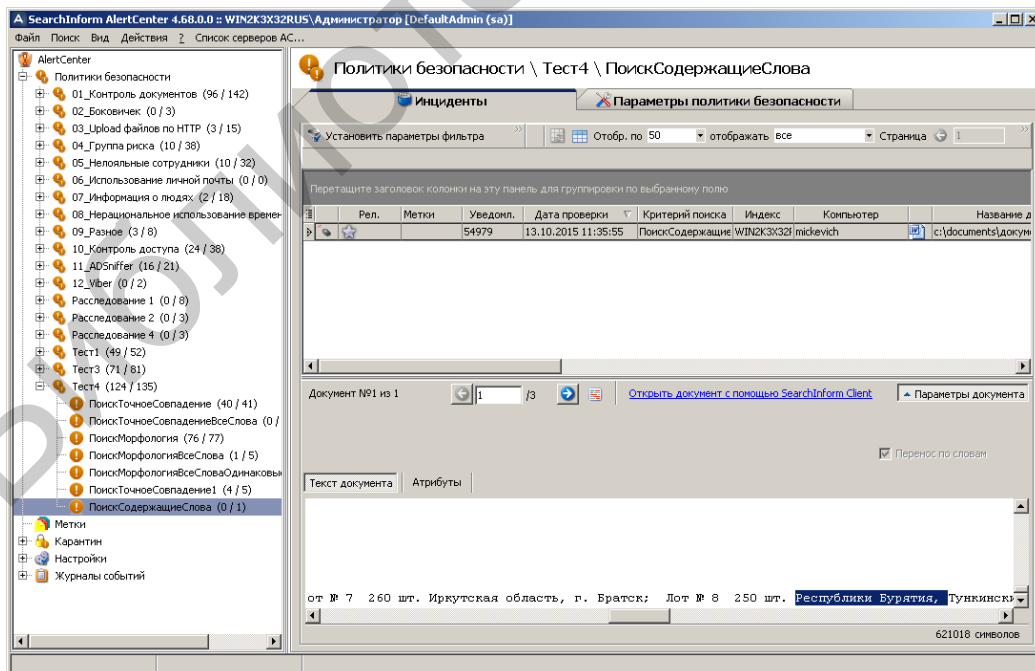 SearchInform AlertCenter 4.68.0.0 :: WIN2K3X32RUS\Администратор [DefaultAdmin (sa)]
Файл Поиск Вид Действия ? Список серверов АС...
AlertCenter
Политики безопасности
01_Контроль документов (96 / 142)
02_Боковичек (0 / 3)
03_Upload файлов по HTTP (3 / 15)
04_Группа риска (10 / 38)
05_Нелояльные сотрудники (10 / 32)
06_Использование личной почты (0 / 0)
07_Информация о людях (2 / 18)
08_Нерациональное использование времен
09_Разное (3 / 8)
10_Контроль доступа (24 / 38)
11_ADSniffer (16 / 21)
12_Viber (0 / 2)
Расследование 1 (0 / 8)
Расследование 2 (0 / 3)
Расследование 4 (0 / 3)
Тест1 (49 / 52)
Тест3 (71 / 81)
Тест4 (124 / 135)
ПоискТочноеСовпадение (40 / 41)
ПоискТочноеСовпадениеВсеСлова (0 /
ПоискМорфология (76 / 77)
ПоискМорфологияВсеСлова (1 / 5)
ПоискМорфологияВсеСловаОдинаковы
ПоискТочноеСовпадение1 (4 / 5)
ПоискСодержащиеСлова (0 / 1)
Метки
Карантин
Настройки
Журналы событий
Политики безопасности \ Тест4 \ ПоискСодержащиеСлова
Инциденты Параметры политики безопасности
Установить параметры фильтра Отобр. по 50 отображать все Страница 1
Перетащите заголовок колонки на эту панель для группировки по выбранному полю
Рел. Метки Уведомл. Дата проверки Критерий поиска Индекс Компьютер Название д
54979 13.10.2015 11:35:55 ПоискСодержащие WIN2K3X32F mickevich c:\documents\докум
Документ №1 из 1 1 /3 Открыть документ с помощью SearchInform Client Параметры документа
Перенос по словам
Текст документа Атрибуты
от № 7 260 шт. Иркутская область, г. Братск; Лот № 8 250 шт. Республики Бурятия, Тункински
621018 символов